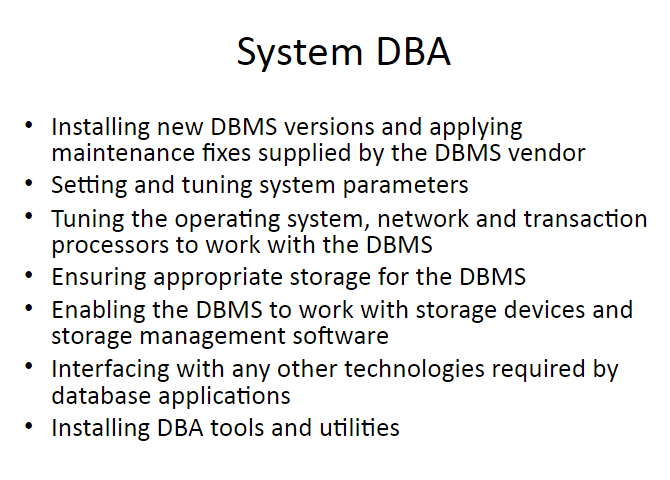 System DBA
• Installing new DBMS versions and applying
maintenance fixes supplied by the DBMS vendor
• Setting and tuning system parameters
• Tuning the operating system, network and transaction
processors to work with the DBMS
• Ensuring appropriate storage for the DBMS
• Enabling the DBMS to work with storage devices and
storage management software
• Interfacing with any other technologies required by
database applications
• Installing DBA tools and utilities